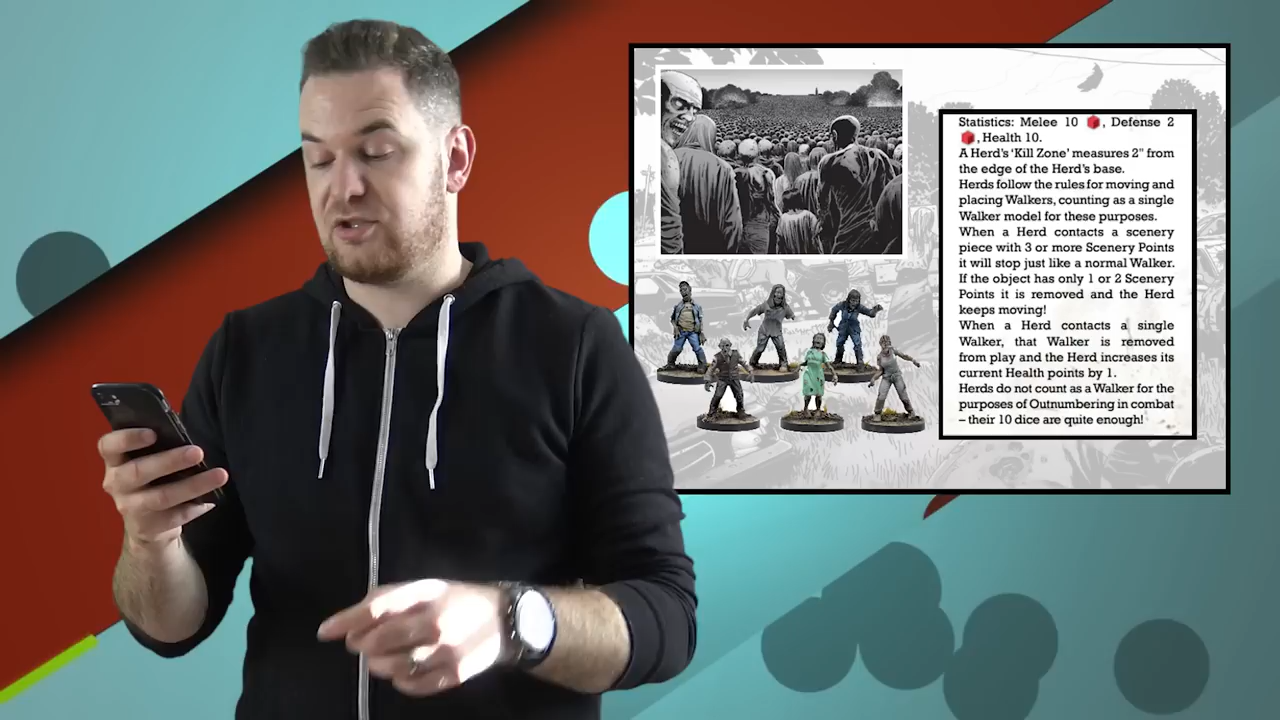 Statistics: Melee 10 , Defense 2
, Health 10.
A Herd's 'Kill Zone' measures 2" from
the edge of the Herd's base.
Herds follow the rules for moving and
placing Walkers, counting as a single
Walker model for these purposes.
When a Herd contacts a scenery
piece with 3 or more Scenery Points
it will stop just like a normal Walker.
If the object has only 1 or 2 Scenery
Points it is removed and the Herd
keeps moving!
When a Herd contacts a single
Walker, that Walker is removed
from play and the Herd increases its
current Health points by 1.
Herds do not count as a Walker for the
purposes of Outnumbering in combat
– their 10 dice are quite enough!